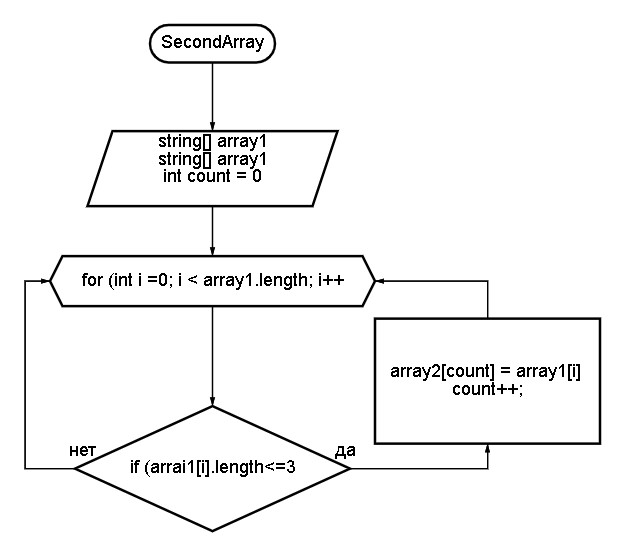 SecondArray
string[] array1
string[] array1
int count = 0
for (int i =0; i < array1.length; i++
array2[count] = array1[i]
count++;
нет
да
if (arrai1[i].length<=3